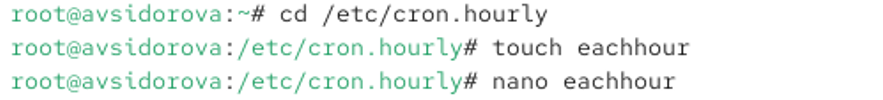 root@avsidorova:~# cd /etc/cron.hourly
root@avsidorova:/etc/cron.hourly# touch eachhour
root@avsidorova:/etc/cron.hourly# nano eachhour